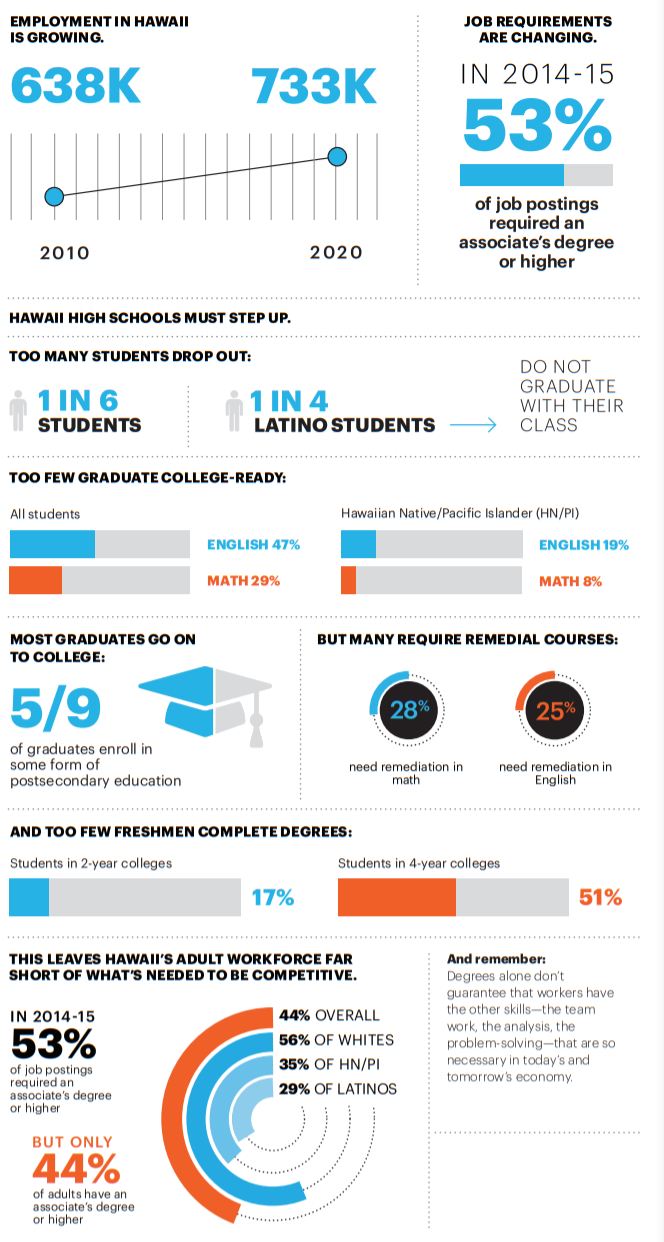 EMPLOYMENT IN HAWAII
IS GROWING.
638K
733K
2010
2020
JOB REQUIREMENTS
ARE CHANGING.
IN 2014-15
53%
of job postings
required an
associate's degree
or higher
HAWAII HIGH SCHOOLS MUST STEP UP.
TOO MANY STUDENTS DROP OUT:
1 IN 6
STUDENTS
1 IN 4
LATINO STUDENTS
DO NOT
GRADUATE
WITH THEIR
CLASS
TOO FEW GRADUATE COLLEGE-READY:
All students
ENGLISH 47%
MATH 29%
Hawaiian Native/Pacific Islander (HN/PI)
ENGLISH 19%
MATH 8%
MOST GRADUATES GO ON
TO COLLEGE:
5/9
of graduates enroll in
some form of
postsecondary education
BUT MANY REQUIRE REMEDIAL COURSES:
28%
need remediation in
math
25%
need remediation in
English
AND TOO FEW FRESHMEN COMPLETE DEGREES:
Students in 2-year colleges
17%
Students in 4-year colleges
51%
THIS LEAVES HAWAII'S ADULT WORKFORCE FAR
SHORT OF WHAT'S NEEDED TO BE COMPETITIVE.
IN 2014-15
53%
of job postings
required an
associate's degree
or higher
BUT ONLY
44%
of adults have an
associate's degree
or higher
44% OVERALL
56% OF WHITES
35% OF HN/PI
29% OF LATINOS
And remember:
Degrees alone don't
guarantee that workers have
the other skills—the team
work, the analysis, the
problem-solving—that are so
necessary in today's and
tomorrow's economy.